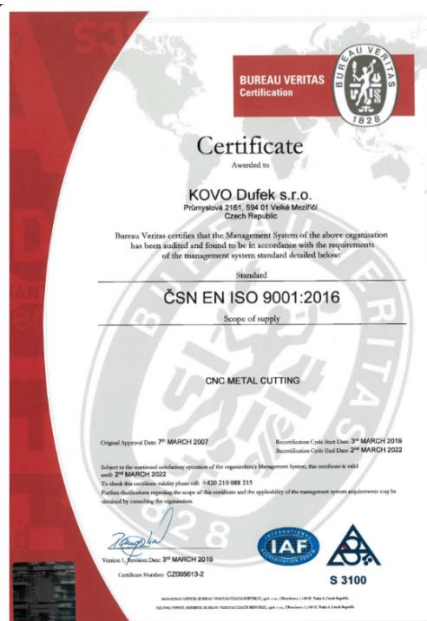 BUREAU VERITAS
Certification
BUREAU VERITAS
1828
Certificate
Awarded to
KOVO Dufek s.r.o.
Průmyslová 2161, 594 01 Velké Meziříčí
Czech Republic
Bureau Veritas certifies that the Management System of the above organisation
has been audited and found to be in accordance with the requirements
of the management system standard detailed below:
Standard
ČSN EN ISO 9001:2016
Scope of supply
CNC METAL CUTTING
Original Approval Date: 7th MARCH 2007
Recertification Cycle Start Date: 3rd MARCH 2019
Recertification Cycle End Date: 2nd MARCH 2022
Subject to the continued satisfactory operation of the organization's Management System, this certificate is valid
until: 2nd MARCH 2022
To check this certificate validity please call: +420 210 088 215
Further clarifications regarding the scope of this certificate and the applicability of the management system requirements may be
obtained by consulting the organisation.
Version 1, Revision Date: 3rd MARCH 2019
Certificate Number: CZ005613-2
INTERNATIONAL
IAF
ACCREDITATION FORUM
S 3100